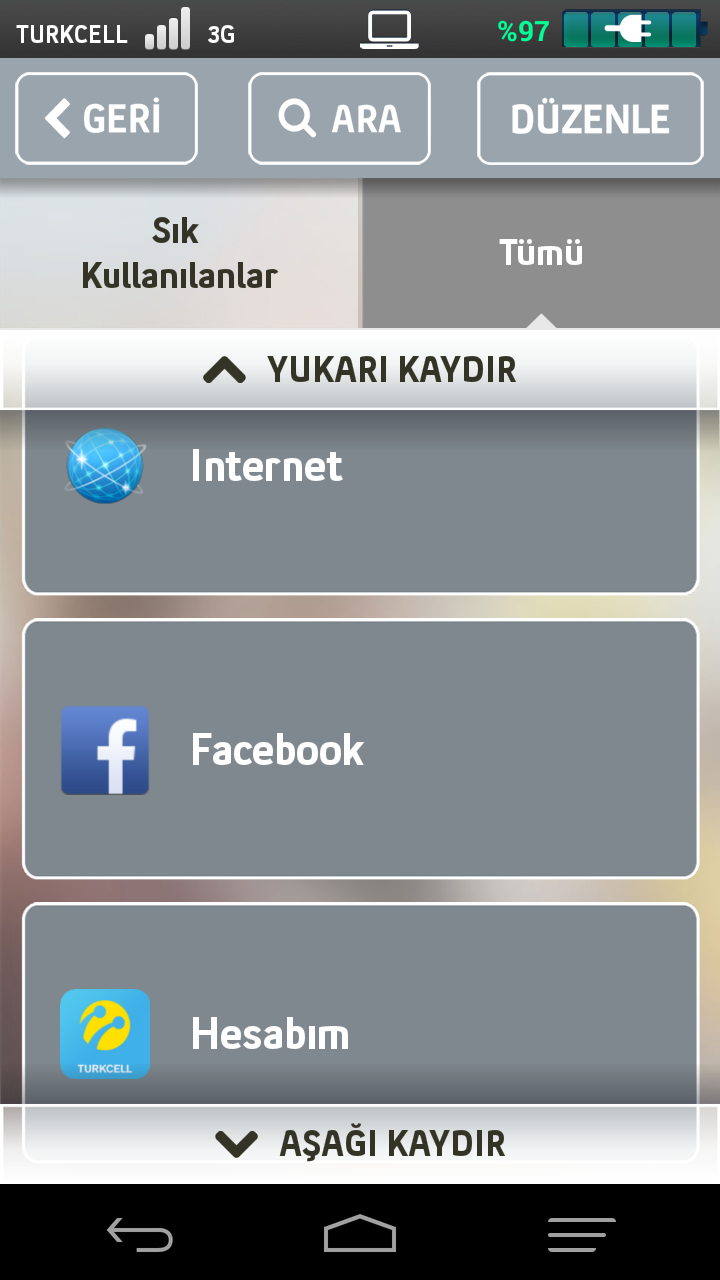 TURKCELL 3G %97
GERİ ARA DÜZENLE
Sık
Kullanılanlar
Tümü
YUKARI KAYDIR
Internet
Facebook
Hesabım
TURKCELL
AŞAĞI KAYDIR